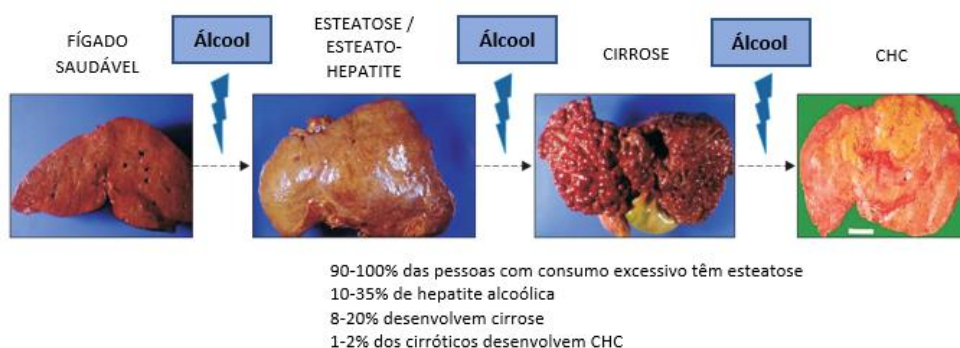 FÍGADO
SAUDÁVEL
Álcool
ESTEATOSE /
ESTEATO-
HEPATITE
Álcool
CIRROSE
Álcool
CHC
90-100% das pessoas com consumo excessivo têm esteatose
10-35% de hepatite alcoólica
8-20% desenvolvem cirrose
1-2% dos cirróticos desenvolvem CHC